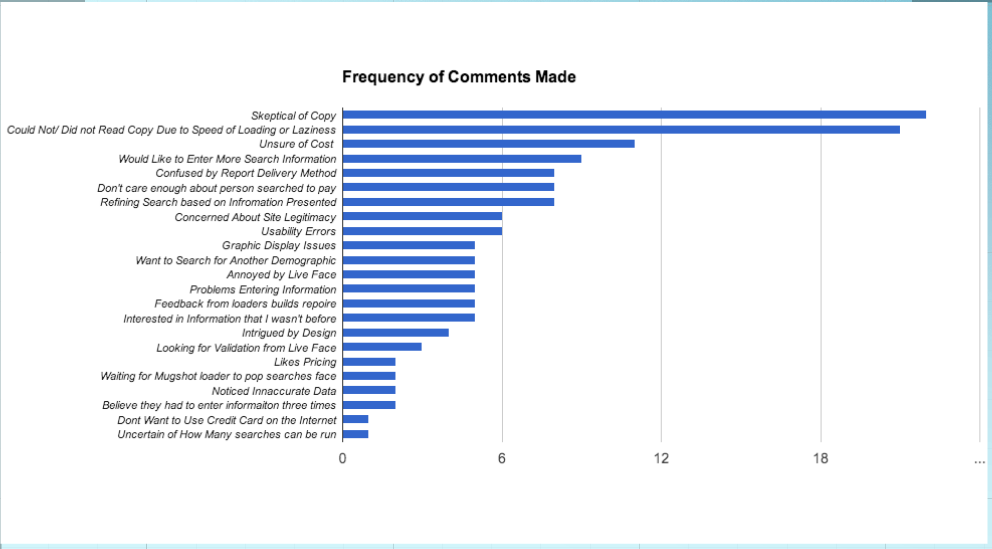 Frequency of Comments Made
Skeptical of Copy
Could Not/ Did not Read Copy Due to Speed of Loading or Laziness
Unsure of Cost
Would Like to Enter More Search Information
Confused by Report Delivery Method
Don't care enough about person searched to pay
Refining Search based on Infromation Presented
Concerned About Site Legitimacy
Usability Errors
Graphic Display Issues
Want to Search for Another Demographic
Annoyed by Live Face
Problems Entering Information
Feedback from loaders builds repoire
Interested in Information that I wasn't before
Intrigued by Design
Looking for Validation from Live Face
Likes Pricing
Waiting for Mugshot loader to pop searches face
Noticed Innaccurate Data
Believe they had to enter informaiton three times
Dont Want to Use Credit Card on the Internet
Uncertain of How Many searches can be run
0 6 12 18 ...